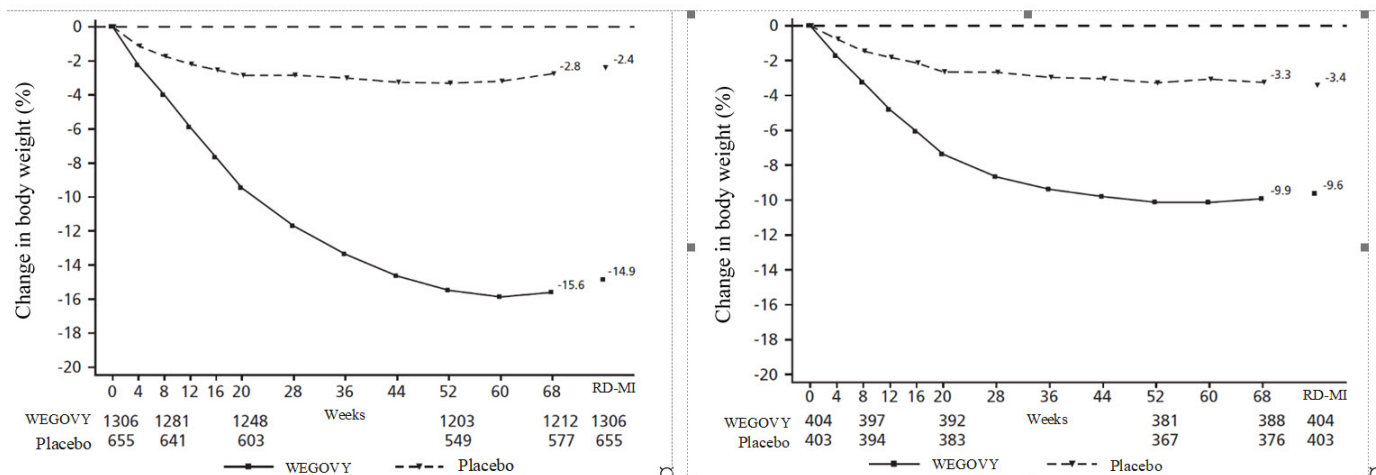 Change in body weight (%)
0
-2
-4
-6
-8
-10
-12
-14
-16
-18
-20
-2.8
-2.4
-15.6
-14.9
0 4 8 12 16 20 28 36 44 52 60 68 RD-MI
Weeks
WEGOVY 1306 1281 1248 1203 1212 1306
Placebo 655 641 603 549 577 655
WEGOVY Placebo
Change in body weight (%)
0
-2
-4
-6
-8
-10
-12
-14
-16
-18
-20
-3.3
-3.4
-9.9
-9.6
0 4 8 12 16 20 28 36 44 52 60 68 RD-MI
Weeks
WEGOVY 404 397 392 381 388 404
Placebo 403 394 383 367 376 403
WEGOVY Placebo